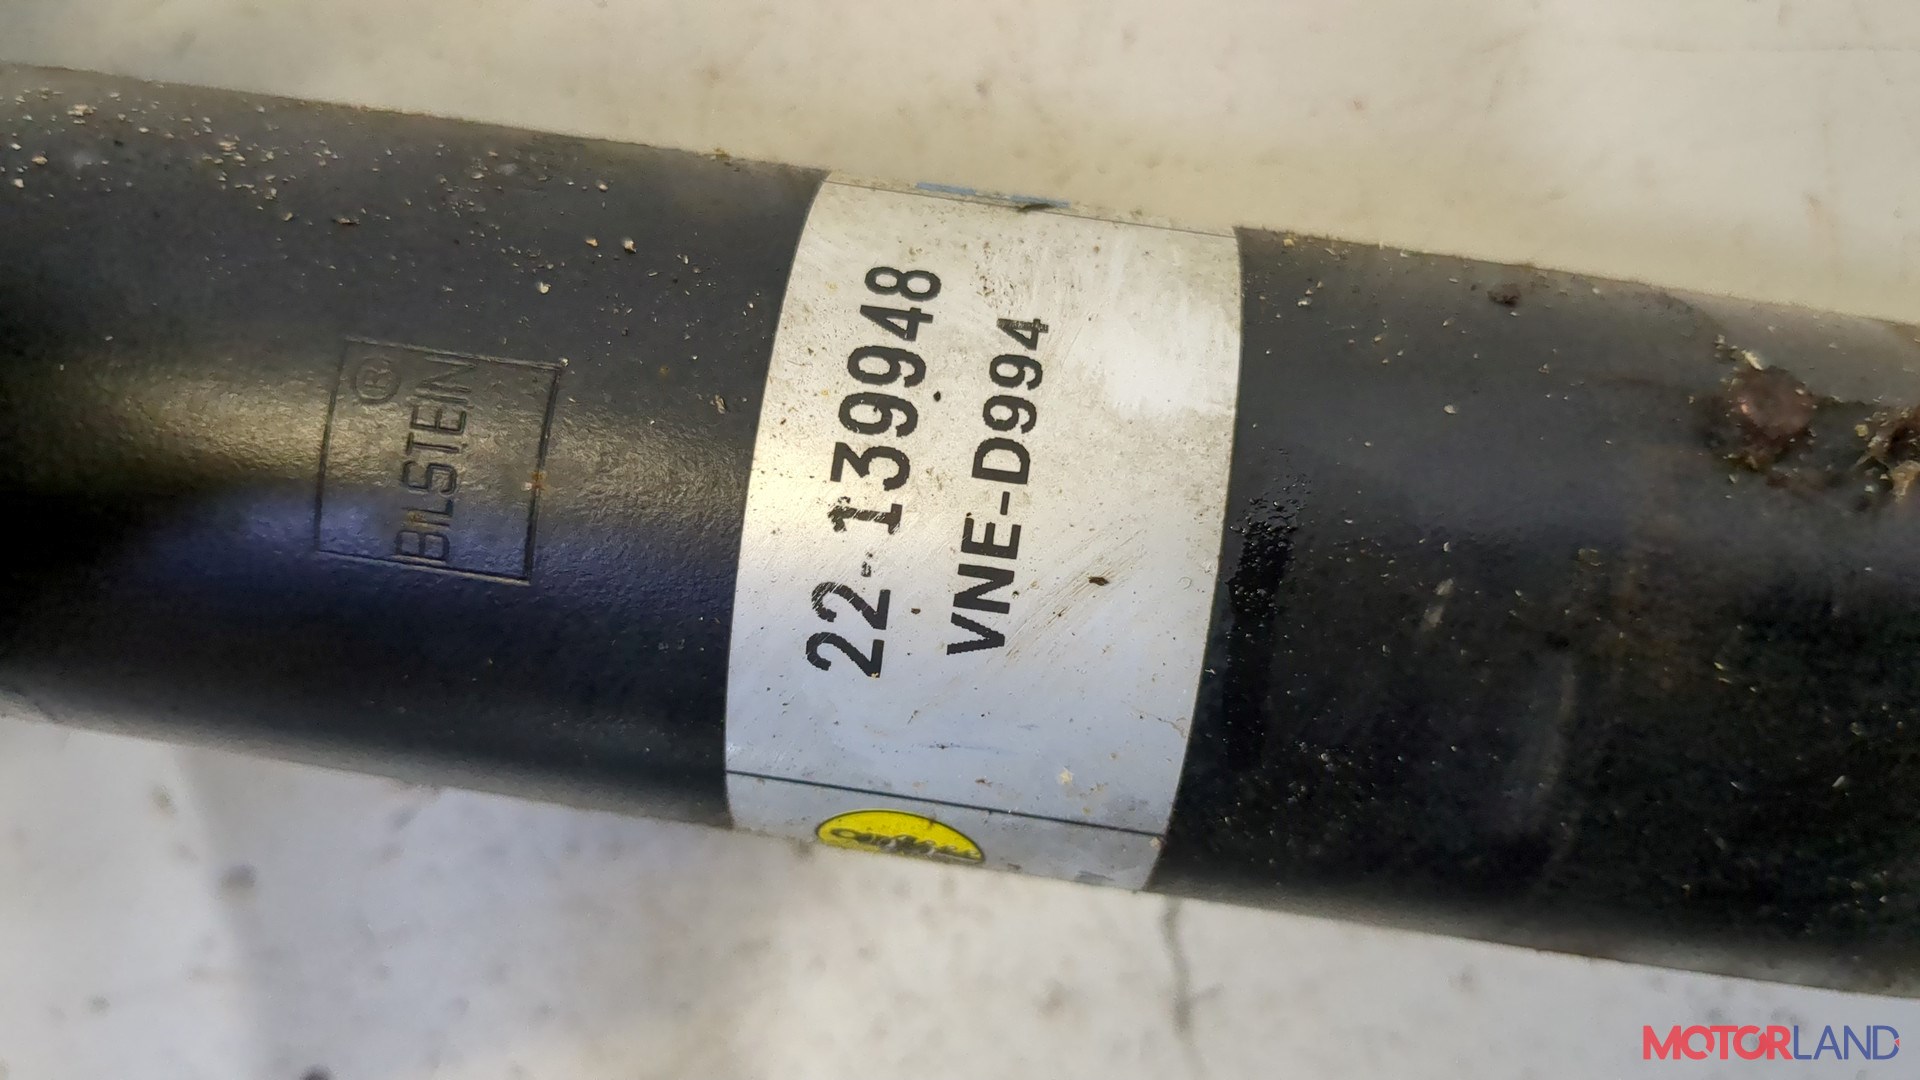 ® BILSTEIN
22-139948
VNE-D994
MOTORLAND